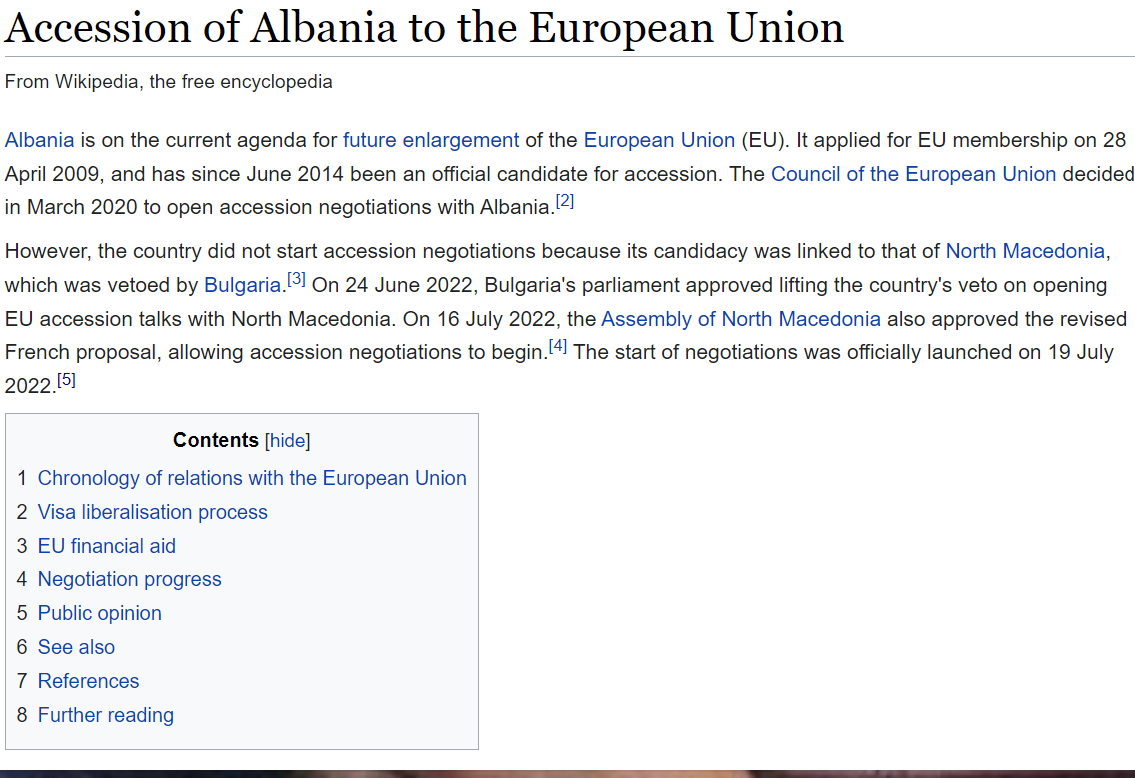 Accession of Albania to the European Union
From Wikipedia, the free encyclopedia
Albania is on the current agenda for future enlargement of the European Union (EU). It applied for EU membership on 28
April 2009, and has since June 2014 been an official candidate for accession. The Council of the European Union decided
in March 2020 to open accession negotiations with Albania.[2]
However, the country did not start accession negotiations because its candidacy was linked to that of North Macedonia,
which was vetoed by Bulgaria.[3] On 24 June 2022, Bulgaria's parliament approved lifting the country's veto on opening
EU accession talks with North Macedonia. On 16 July 2022, the Assembly of North Macedonia also approved the revised
French proposal, allowing accession negotiations to begin.[4] The start of negotiations was officially launched on 19 July
2022.[5]
Contents [hide]
1 Chronology of relations with the European Union
2 Visa liberalisation process
3 EU financial aid
4 Negotiation progress
5 Public opinion
6 See also
7 References
8 Further reading